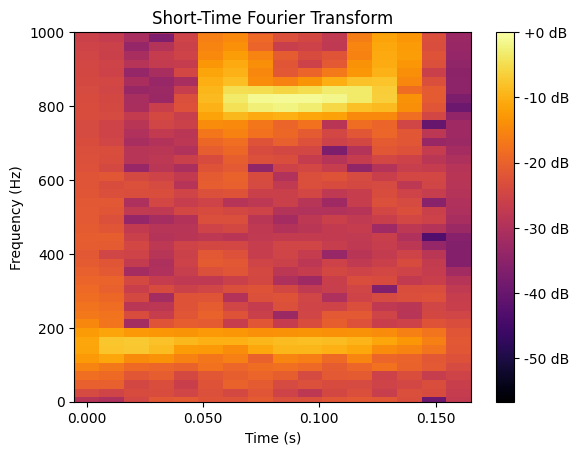 Short-Time Fourier Transform
1000
800
600
400
200
0
Frequency (Hz)
0.000
0.050
0.100
0.150
Time (s)
+0 dB
-10 dB
-20 dB
-30 dB
-40 dB
-50 dB